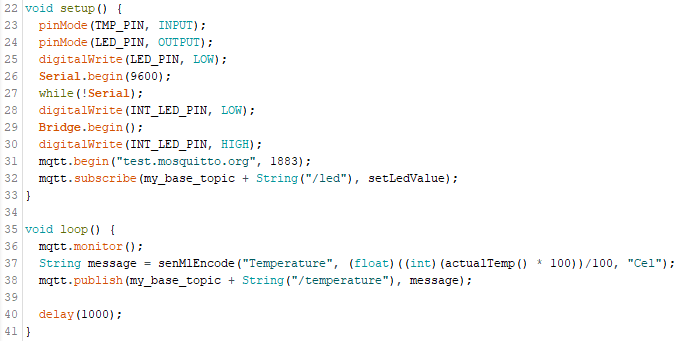 22 void setup() {
23   pinMode(TMP_PIN, INPUT);
24   pinMode(LED_PIN, OUTPUT);
25   digitalWrite(LED_PIN, LOW);
26   Serial.begin(9600);
27   while(!Serial);
28   digitalWrite(INT_LED_PIN, LOW);
29   Bridge.begin();
30   digitalWrite(INT_LED_PIN, HIGH);
31   mqtt.begin("test.mosquitto.org", 1883);
32   mqtt.subscribe(my_base_topic + String("/led"), setLedValue);
33 }
34
35 void loop() {
36   mqtt.monitor();
37   String message = senMlEncode("Temperature", (float)((int)(actualTemp() * 100))/100, "Cel");
38   mqtt.publish(my_base_topic + String("/temperature"), message);
39
40   delay(1000);
41 }